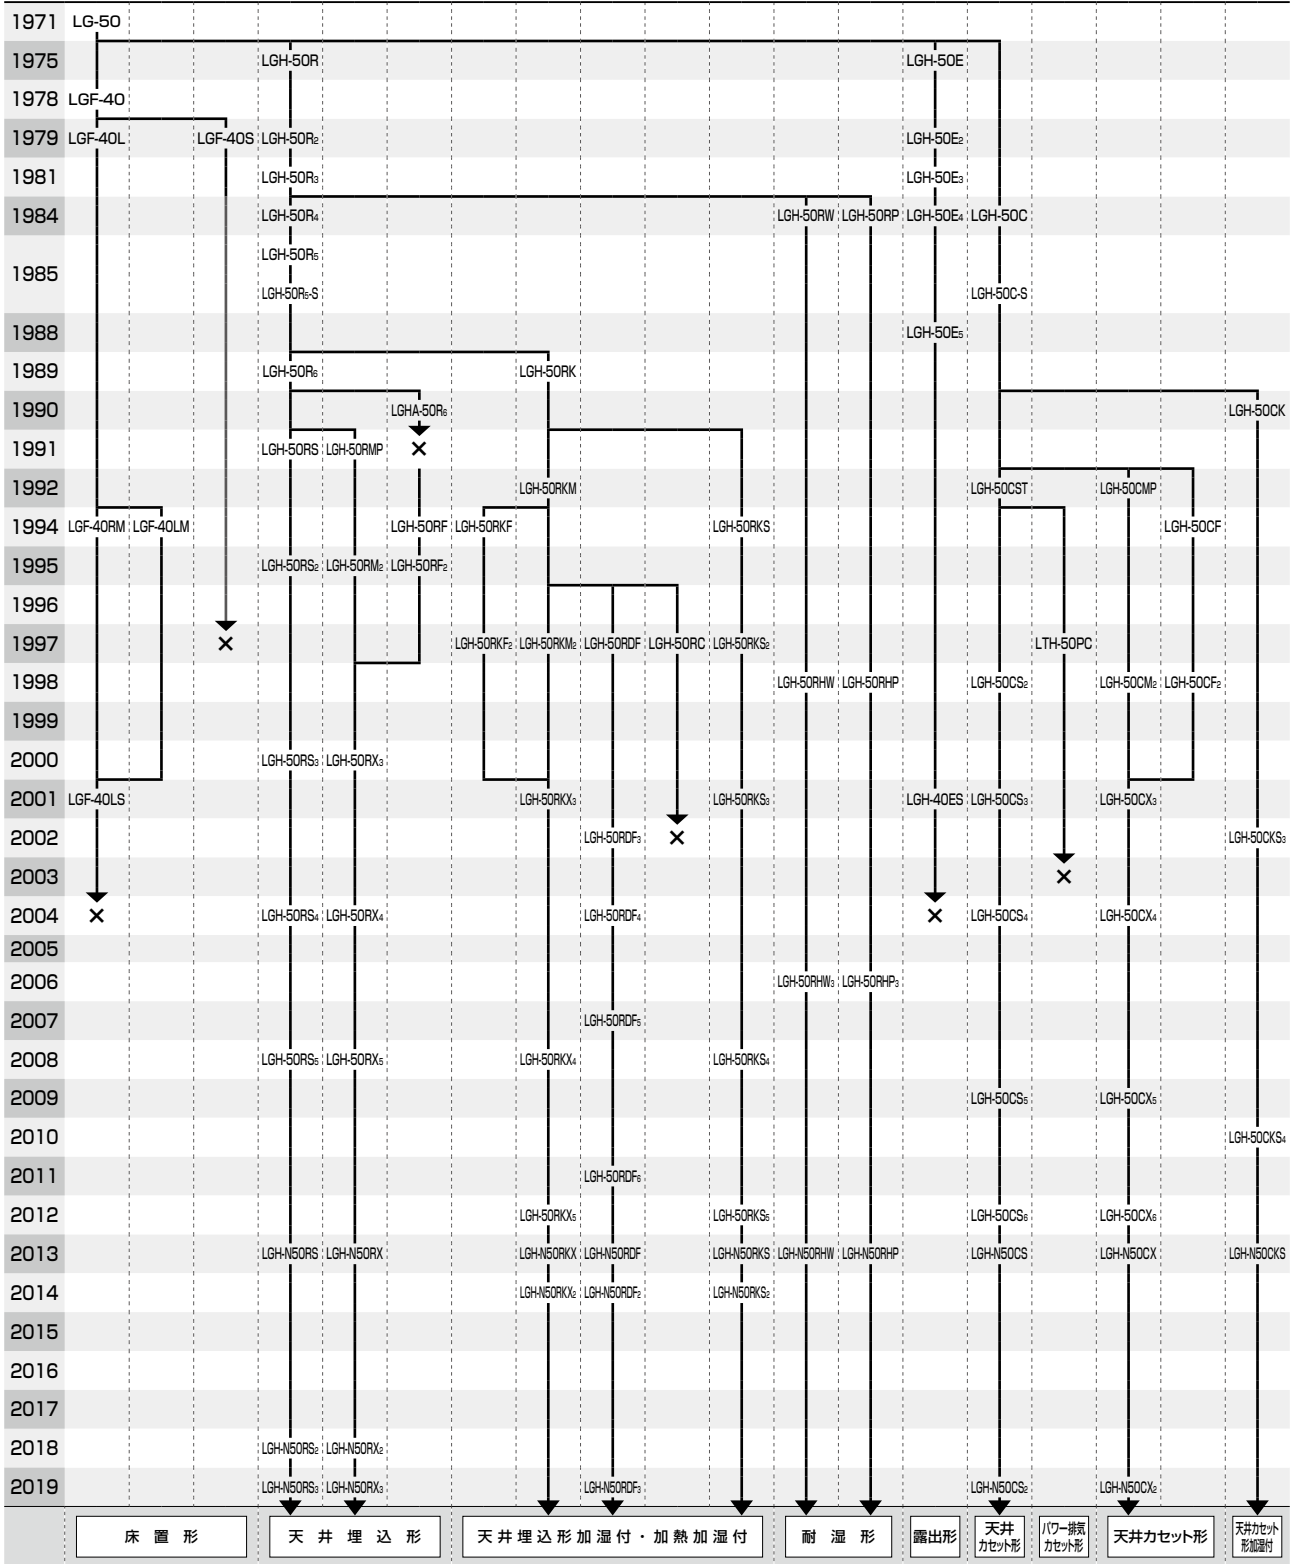 1971 LG-50
1975 LGH-50R LGH-50E
1978 LGF-40
1979 LGF-40L LGF-40S LGH-50R2 LGH-50E2
1981 LGH-50R3 LGH-50E3
1984 LGH-50R4 LGH-50RW LGH-50RP LGH-50E4 LGH-50C
LGH-50R5
1985
LGH-50R5-S LGH-50C-S
1988 LGH-50E5
1989 LGH-50R6 LGH-50RK
1990 LGHA-50R6 LGH-50CK
1991 LGH-50RS LGH-50RMP ×
1992 LGH-50RKM LGH-50CST LGH-50CMP
1994 LGF-40RM LGF-40LM LGH-50RF LGH-50RKF LGH-50RKS LGH-50CF
1995 LGH-50RS2 LGH-50RM2 LGH-50RF2
1996
1997 × LGH-50RKF2 LGH-50RKM2 LGH-50RDF LGH-50RC LGH-50RKS2 LTH-50PC
1998 LGH-50RHW LGH-50RHP LGH-50CS2 LGH-50CM2 LGH-50CF2
1999
2000 LGH-50RS3 LGH-50RX3
2001 LGF-40LS LGH-50RKX3 LGH-50RKS3 LGH-40ES LGH-50CS3 LGH-50CX3
2002 LGH-50RDF3 × LGH-50CKS3
2003 ×
2004 × LGH-50RS4 LGH-50RX4 LGH-50RDF4 × LGH-50CS4 LGH-50CX4
2005
2006 LGH-50RHW3 LGH-50RHP3
2007 LGH-50RDF5
2008 LGH-50RS5 LGH-50RX5 LGH-50RKX4 LGH-50RKS4
2009 LGH-50CS5 LGH-50CX5
2010 LGH-50CKS4
2011 LGH-50RDF6
2012 LGH-50RKX5 LGH-50RKS5 LGH-50CS6 LGH-50CX6
2013 LGH-N50RS LGH-N50RX LGH-N50RKX LGH-N50RDF LGH-N50RKS LGH-N50RHW LGH-N50RHP LGH-N50CS LGH-N50CX LGH-N50CKS
2014 LGH-N50RKX2 LGH-N50RDF2 LGH-N50RKS2
2015
2016
2017
2018 LGH-N50RS2 LGH-N50RX2
2019 LGH-N50RS3 LGH-N50RX3 LGH-N50RDF3 LGH-N50CS2 LGH-N50CX2
床置形
天井埋込形
天井埋込形加湿付・加熱加湿付
耐湿形
露出形
天井
カセット形
パワー排気
カセット形
天井カセット形
天井カセット
形加湿付